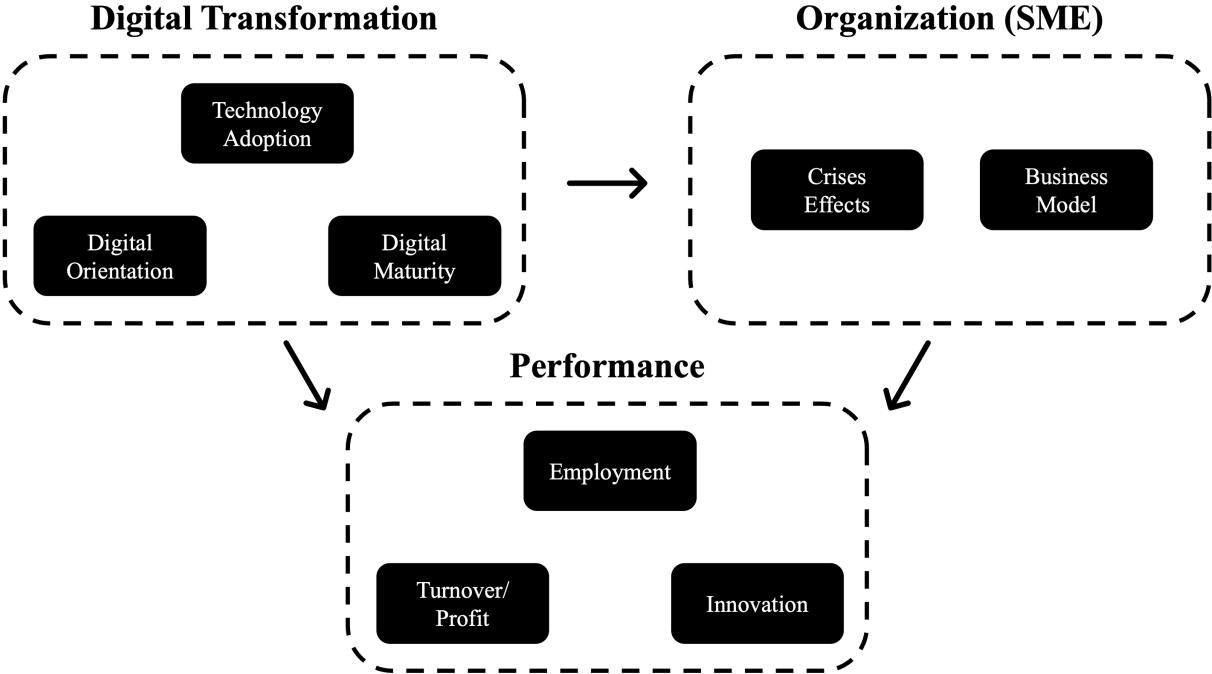 Digital Transformation
Technology
Adoption
Digital
Orientation
Digital
Maturity
Organization (SME)
Crises
Effects
Business
Model
Performance
Employment
Turnover/
Profit
Innovation